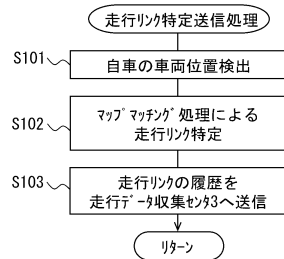 走行リンク特定送信処理
S101
自車の車両位置検出
S102
マップマッチング処理による
走行リンク特定
S103
走行リンクの履歴を
走行データ収集センタ3へ送信
リターン